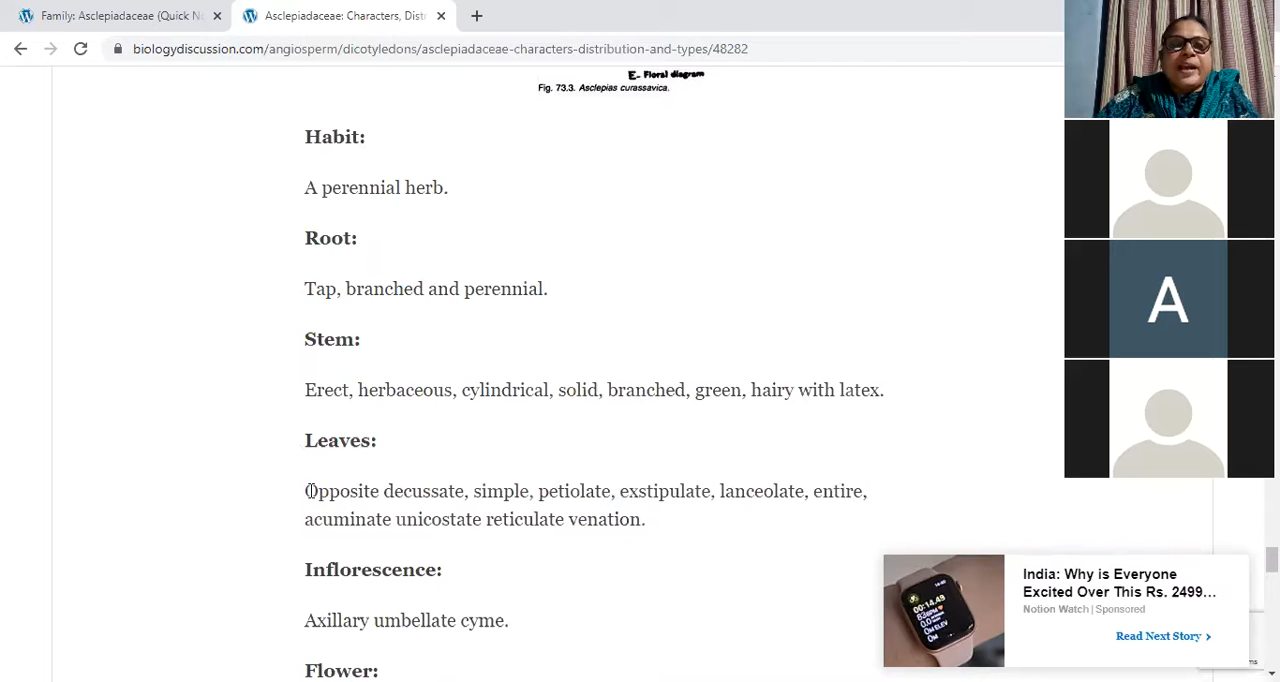 Family: Asclepiadaceae (Quick N
Asclepiadaceae: Characters, Dist
biologydiscussion.com/angiosperm/dicotyledons/asclepiadaceae-characters-distribution-and-types/48282
E- Floral diagram
Fig. 73.3. Asclepias curassavica.
Habit:
A perennial herb.
Root:
Tap, branched and perennial.
Stem:
Erect, herbaceous, cylindrical, solid, branched, green, hairy with latex.
Leaves:
Opposite decussate, simple, petiolate, exstipulate, lanceolate, entire,
acuminate unicostate reticulate venation.
Inflorescence:
Axillary umbellate cyme.
Flower:
A
India: Why is Everyone
Excited Over This Rs. 2499...
Notion Watch | Sponsored
Read Next Story >